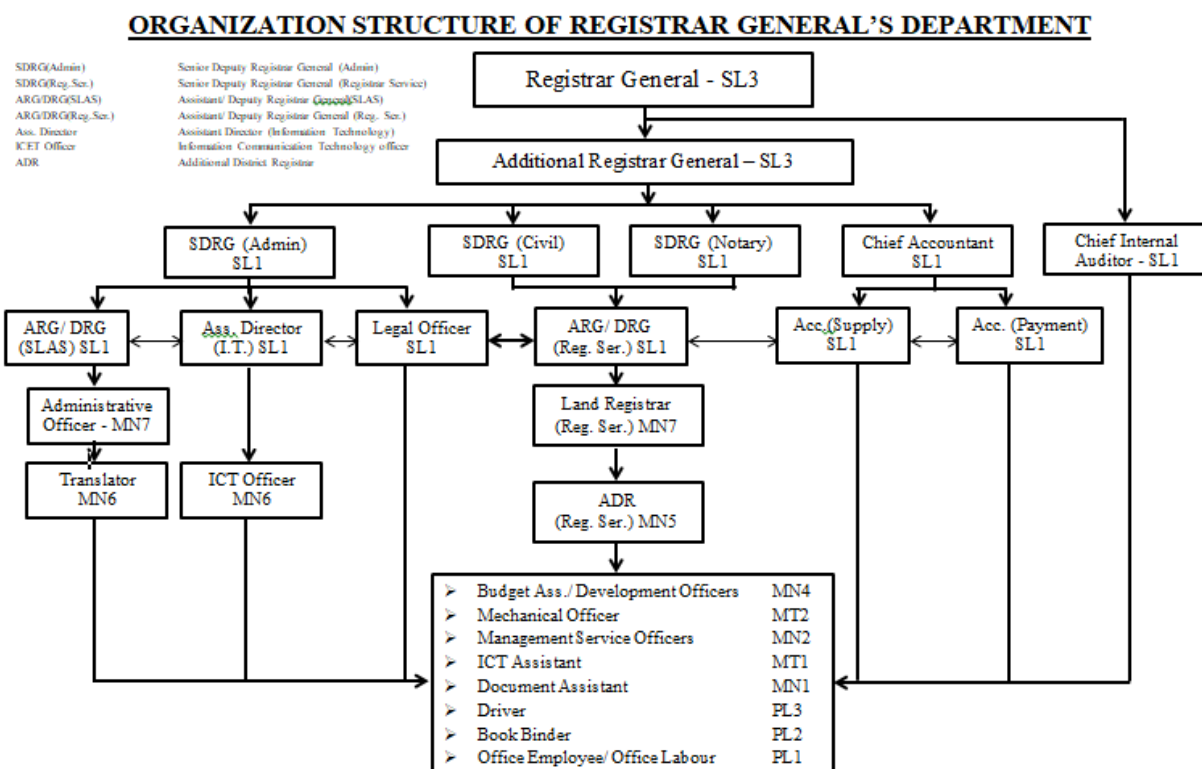 ORGANIZATION STRUCTURE OF REGISTRAR GENERAL'S DEPARTMENT
SDRG(Admin) Senior Deputy Registrar General (Admin)
SDRG(Reg.Ser.) Senior Deputy Registrar General (Registrar Service)
ARG/DRG(SLAS) Assistant/ Deputy Registrar General(SLAS)
ARG/DRG(Reg.Ser.) Assistant/ Deputy Registrar General (Reg. Ser.)
Ass. Director Assistant Director (Information Technology)
ICET Officer Information Communication Technology officer
ADR Additional District Registrar
Registrar General - SL3
Additional Registrar General – SL3
SDRG (Admin)
SL1
SDRG (Civil)
SL1
SDRG (Notary)
SL1
Chief Accountant
SL1
Chief Internal
Auditor - SL1
ARG/ DRG
(SLAS) SL1
Ass. Director
(I.T.) SL1
Legal Officer
SL1
ARG/ DRG
(Reg. Ser.) SL1
Acc.(Supply)
SL1
Acc. (Payment)
SL1
Administrative
Officer - MN7
Land Registrar
(Reg. Ser.) MN7
Translator
MN6
ICT Officer
MN6
ADR
(Reg. Ser.) MN5
➢ Budget Ass./ Development Officers MN4
➢ Mechanical Officer MT2
➢ Management Service Officers MN2
➢ ICT Assistant MT1
➢ Document Assistant MN1
➢ Driver PL3
➢ Book Binder PL2
➢ Office Employee/ Office Labour PL1